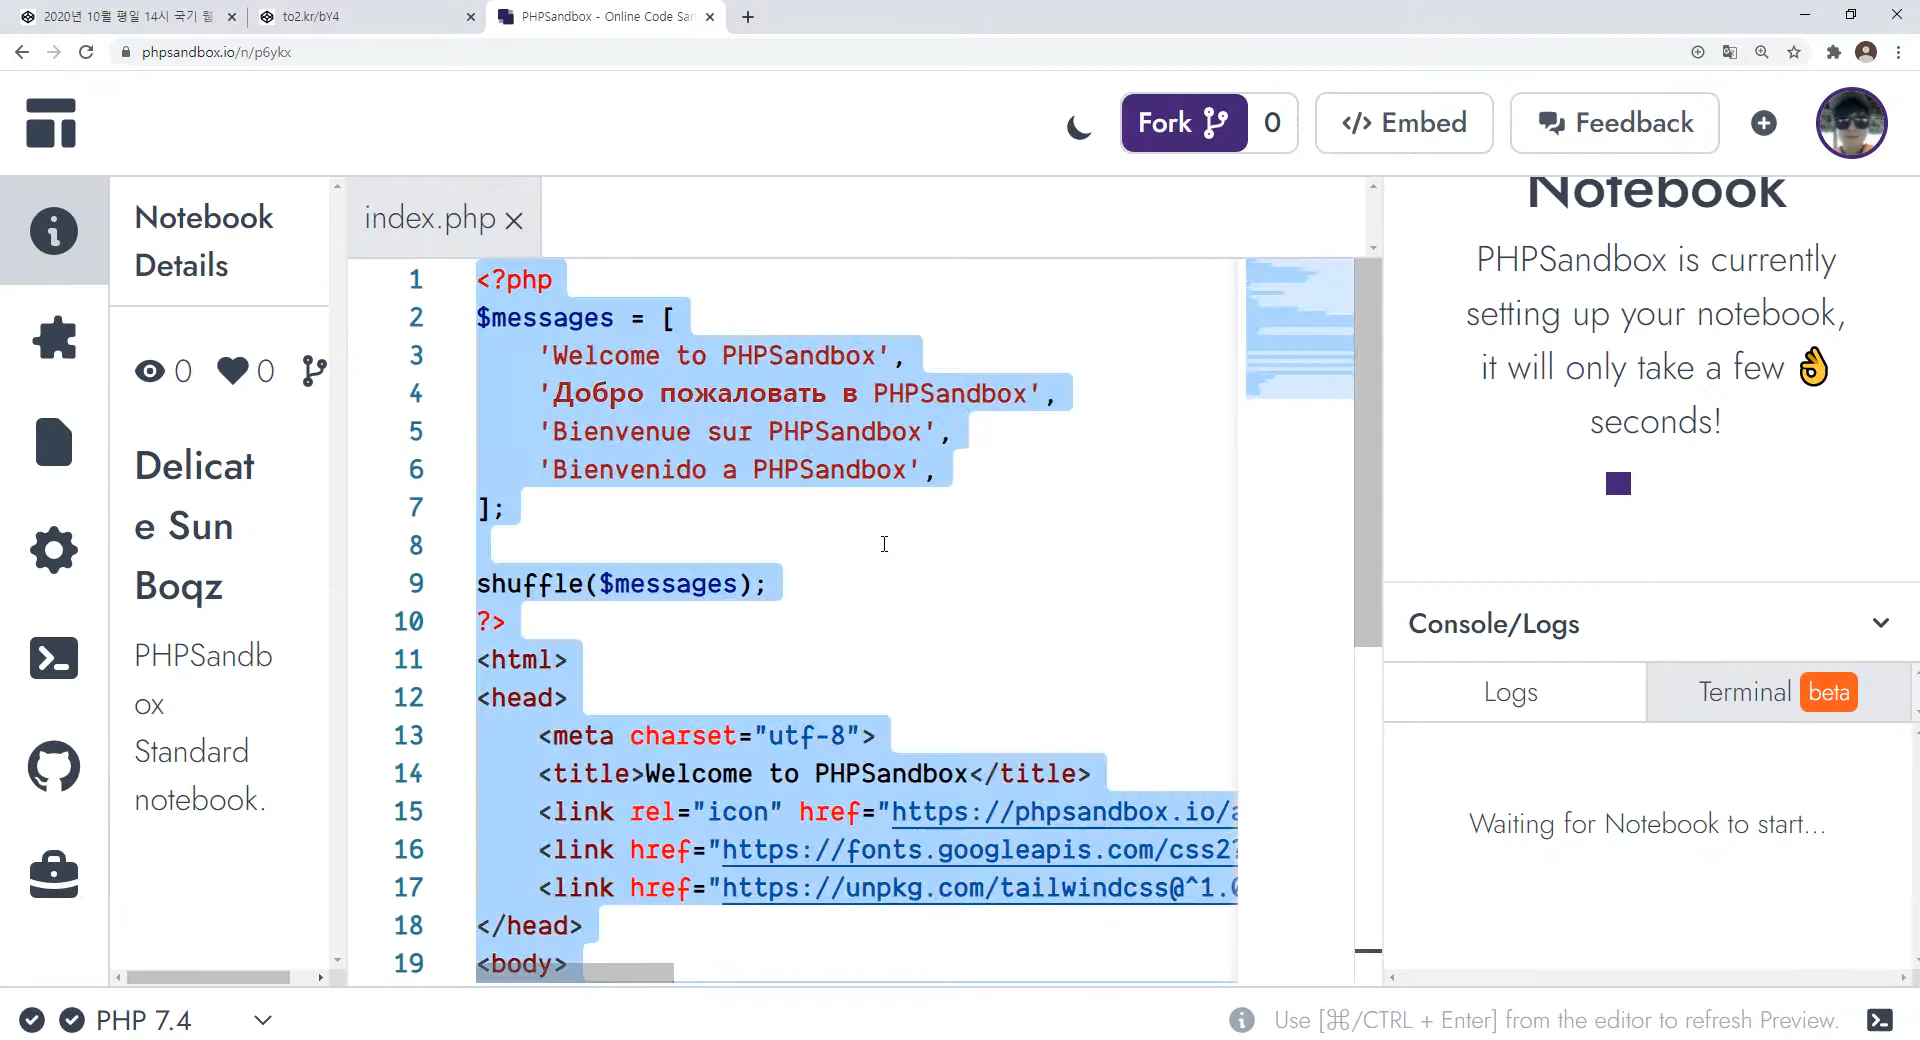 2020년 10월 평일 14시 국기 웹
to2.kr/bY4
PHPSandbox - Online Code San
phpsandbox.io/n/p6ykx
Fork 0
</> Embed
Feedback
Notebook
Details
0 0
Delicat
e Sun
Boqz
PHPSandb
ox
Standard
notebook.
index.php
1 <?php
2 $messages = [
3 'Welcome to PHPSandbox',
4 'Добро пожаловать в PHPSandbox',
5 'Bienvenue sur PHPSandbox',
6 'Bienvenido a PHPSandbox',
7 ];
8
9 shuffle($messages);
10 ?>
11 <html>
12 <head>
13 <meta charset="utf-8">
14 <title>Welcome to PHPSandbox</title>
15 <link rel="icon" href="https://phpsandbox.io/a
16 <link href="https://fonts.googleapis.com/css2?
17 <link href="https://unpkg.com/tailwindcss@^1.0
18 </head>
19 <body>
Notebook
PHPSandbox is currently
setting up your notebook,
it will only take a few 👌
seconds!
Console/Logs
Logs
Terminal beta
Waiting for Notebook to start...
PHP 7.4
Use [⌘/CTRL + Enter] from the editor to refresh Preview.